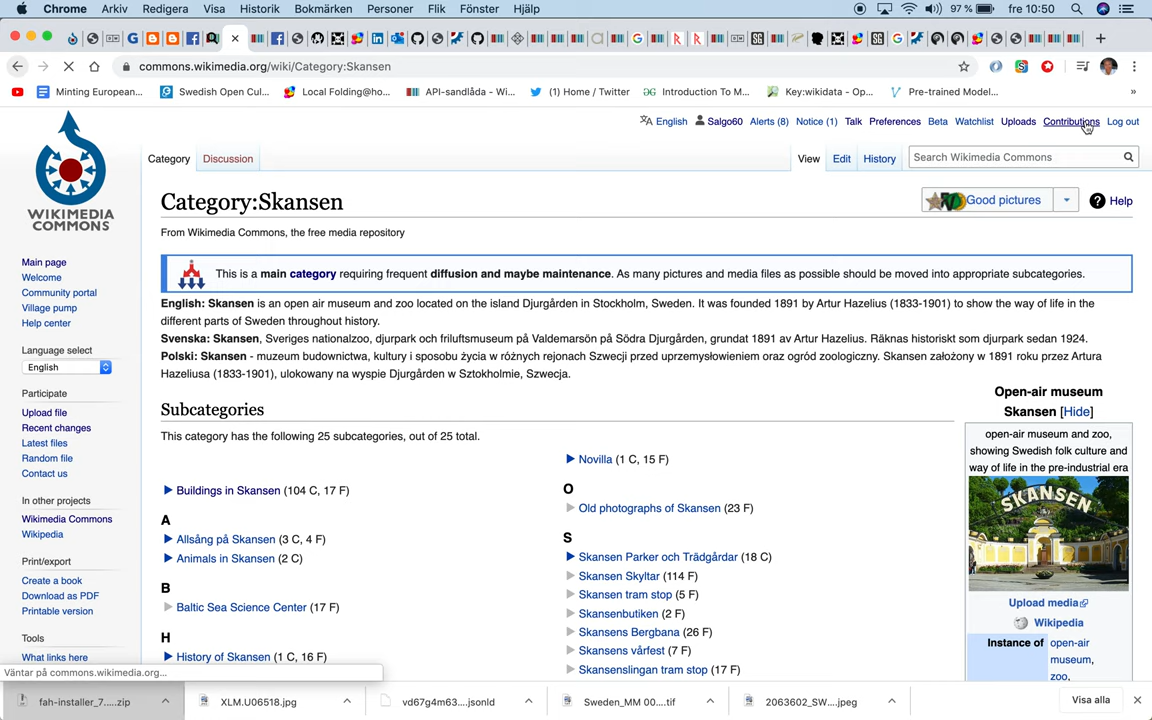 Chrome Arkiv Redigera Visa Historik Bokmärken Personer Flik Fönster Hjälp 97 % fre 10:50
commons.wikimedia.org/wiki/Category:Skansen
Minting European... Swedish Open Cul... Local Folding@ho... API-sandlåda - Wi... (1) Home / Twitter Introduction To M... Key:wikidata - Op... Pre-trained Model... »
English Salgo60 Alerts (8) Notice (1) Talk Preferences Beta Watchlist Uploads Contributions Log out
Category Discussion View Edit History Search Wikimedia Commons
WIKIMEDIA
COMMONS
Category:Skansen
Good pictures Help
From Wikimedia Commons, the free media repository
This is a main category requiring frequent diffusion and maybe maintenance. As many pictures and media files as possible should be moved into appropriate subcategories.
English: Skansen is an open air museum and zoo located on the island Djurgården in Stockholm, Sweden. It was founded 1891 by Artur Hazelius (1833-1901) to show the way of life in the
different parts of Sweden throughout history.
Svenska: Skansen, Sveriges nationalzoo, djurpark och friluftsmuseum på Valdemarsön på Södra Djurgården, grundat 1891 av Artur Hazelius. Räknas historiskt som djurpark sedan 1924.
Polski: Skansen - muzeum budownictwa, kultury i sposobu życia w różnych rejonach Szwecji przed uprzemysłowieniem oraz ogród zoologiczny. Skansen założony w 1891 roku przez Artura
Hazeliusa (1833-1901), ulokowany na wyspie Djurgården w Sztokholmie, Szwecja.
Main page
Welcome
Community portal
Village pump
Help center
Language select
English
Participate
Upload file
Recent changes
Latest files
Random file
Contact us
In other projects
Wikimedia Commons
Wikipedia
Print/export
Create a book
Download as PDF
Printable version
Tools
What links here
Subcategories
This category has the following 25 subcategories, out of 25 total.
Buildings in Skansen (104 C, 17 F)
A
Allsång på Skansen (3 C, 4 F)
Animals in Skansen (2 C)
B
Baltic Sea Science Center (17 F)
H
History of Skansen (1 C, 16 F)
Novilla (1 C, 15 F)
O
Old photographs of Skansen (23 F)
S
Skansen Parker och Trädgårdar (18 C)
Skansen Skyltar (114 F)
Skansen tram stop (5 F)
Skansenbutiken (2 F)
Skansens Bergbana (26 F)
Skansens vårfest (7 F)
Skansenslingan tram stop (17 F)
Open-air museum
Skansen [Hide]
open-air museum and zoo,
showing Swedish folk culture and
way of life in the pre-industrial era
SKANSEN
Upload media
Wikipedia
Instance of open-air
museum,
zoo,
Väntar på commons.wikimedia.org...
fah-installer_7....zip XLM.U06518.jpg vd67g4m63....jsonld Sweden_MM 00....tif 2063602_SW....jpeg Visa alla